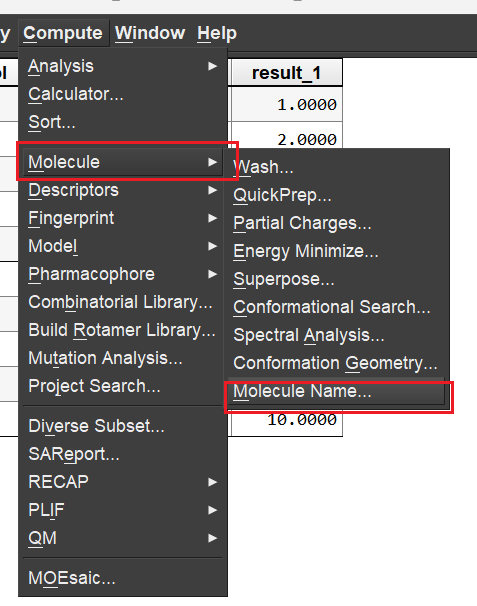 y Compute Window Help
ol result_1
Analysis
1.0000
Calculator...
Sort...
2.0000
Molecule
Wash...
Descriptors
QuickPrep...
Fingerprint
Partial Charges...
Model
Energy Minimize...
Pharmacophore
Superpose...
Combinatorial Library...
Conformational Search...
Build Rotamer Library...
Spectral Analysis...
Mutation Analysis...
Conformation Geometry...
Project Search...
Molecule Name...
10.0000
Diverse Subset...
SAReport...
RECAP
PLIF
QM
MOEsaic...